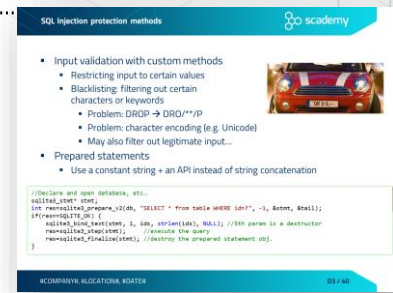 SQL Injection protection methods
scademy
Input validation with custom methods
Restricting input to certain values
Blacklisting: filtering out certain
characters or keywords
Problem: DROP → DRO/**/P
Problem: character encoding (e.g. Unicode)
May also filter out legitimate input…
Prepared statements
Use a constant string + an API instead of string concatenation
//Declare and open database, etc…
sqlite3_stmt* stmt;
int res=sqlite3_prepare_v2(db, "SELECT * from table WHERE id=?", -1, &stmt, &tail);
if(res==SQLITE_OK) {
sqlite3_bind_text(stmt, 1, ids, strlen(ids), NULL); //5th param is a destructor
res=sqlite3_step(stmt); //execute the query
res=sqlite3_finalize(stmt); //destroy the prepared statement obj.
}
#COMPANY#, #LOCATION#, #DATE#
D3 / 40